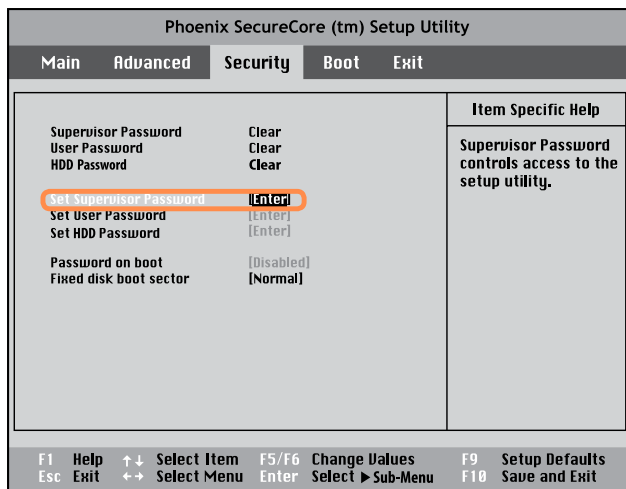 Phoenix SecureCore (tm) Setup Utility
Main Advanced Security Boot Exit
Item Specific Help
Supervisor Password Clear
User Password Clear
HDD Password Clear
Supervisor Password
controls access to the
setup utility.
Set Supervisor Password [Enter]
Set User Password [Enter]
Set HDD Password [Enter]
Password on boot [Disabled]
Fixed disk boot sector [Normal]
F1 Help ↑↓ Select Item F5/F6 Change Values F9 Setup Defaults
Esc Exit ←→ Select Menu Enter Select ▶ Sub-Menu F10 Save and Exit